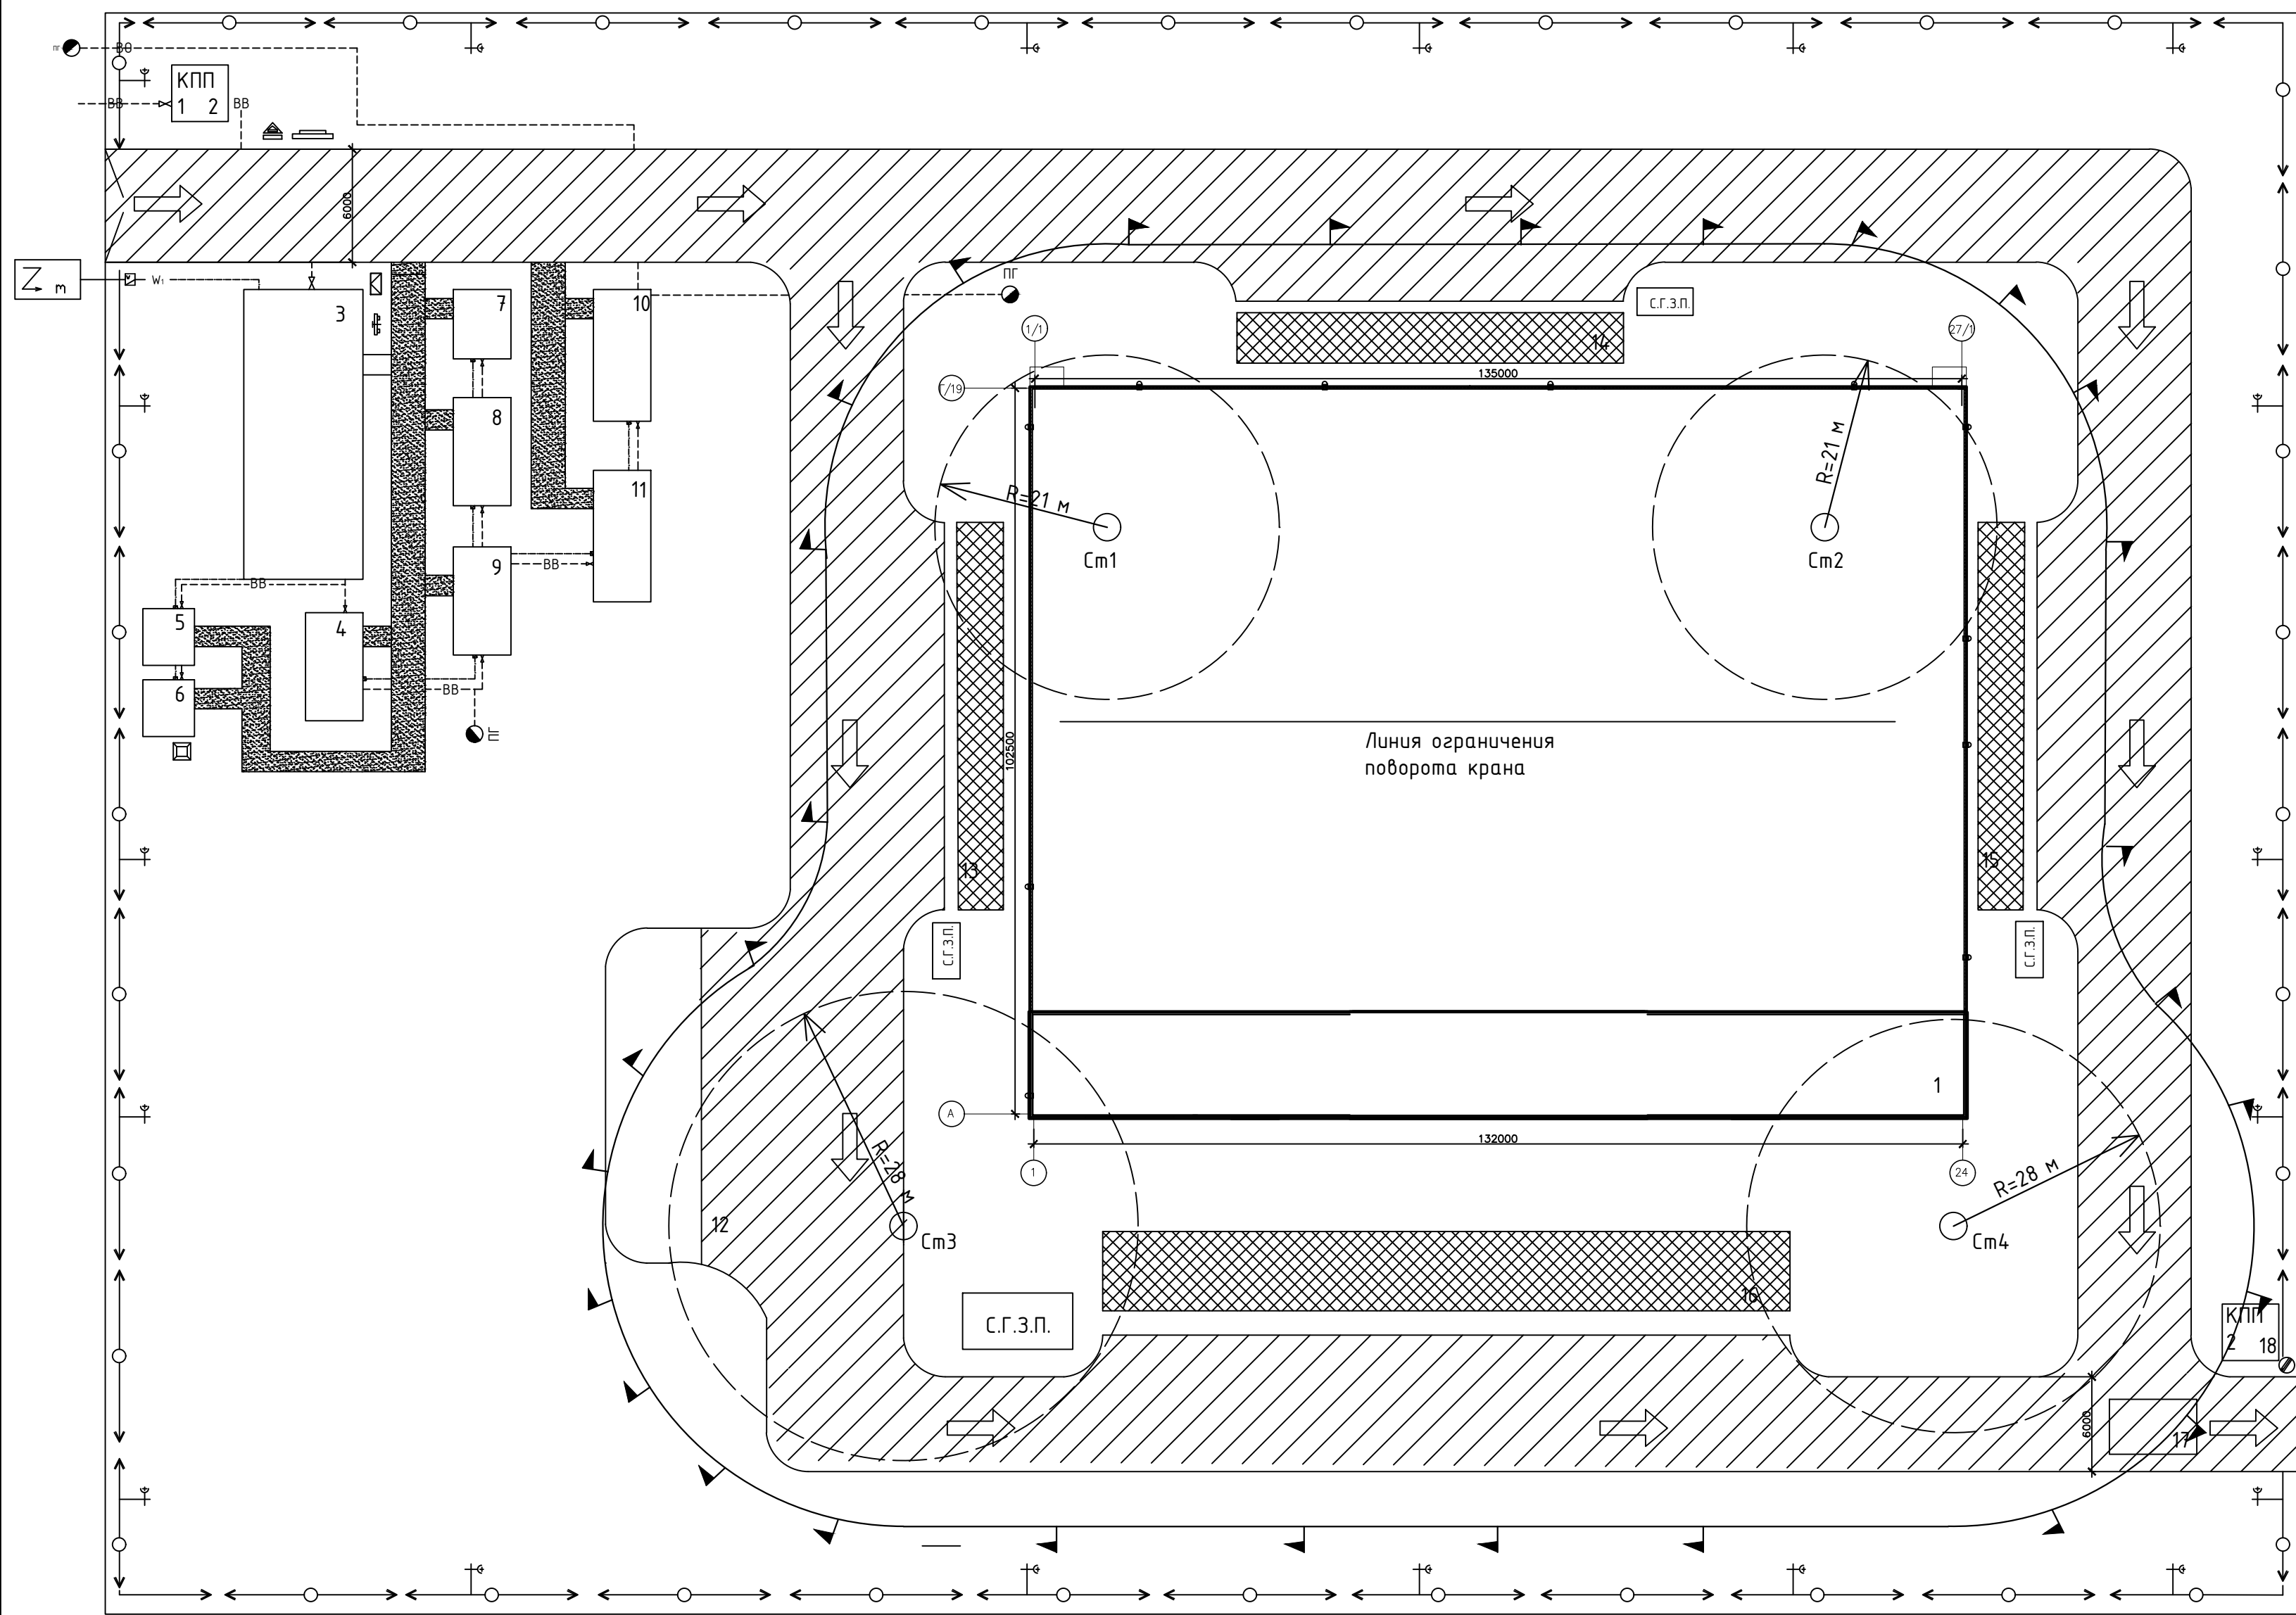 ПГ
В0
КПП
1 2
ВВ
ВВ
6000
W1
m
3
7
10
ПГ
С.Г.З.П.
8
14
1/1
27/1
Г/19
135000
11
R=21 м
R=21 м
Ст1
Ст2
9
ВВ
ВВ
5
4
6
ВВ
ПГ
102500
Линия ограничения
поворота крана
13
15
С.Г.З.П.
С.Г.З.П.
1
А
132000
1
24
R=28 м
R=28 м
12
Ст3
Ст4
16
С.Г.З.П.
КПП
2 18
6000
17